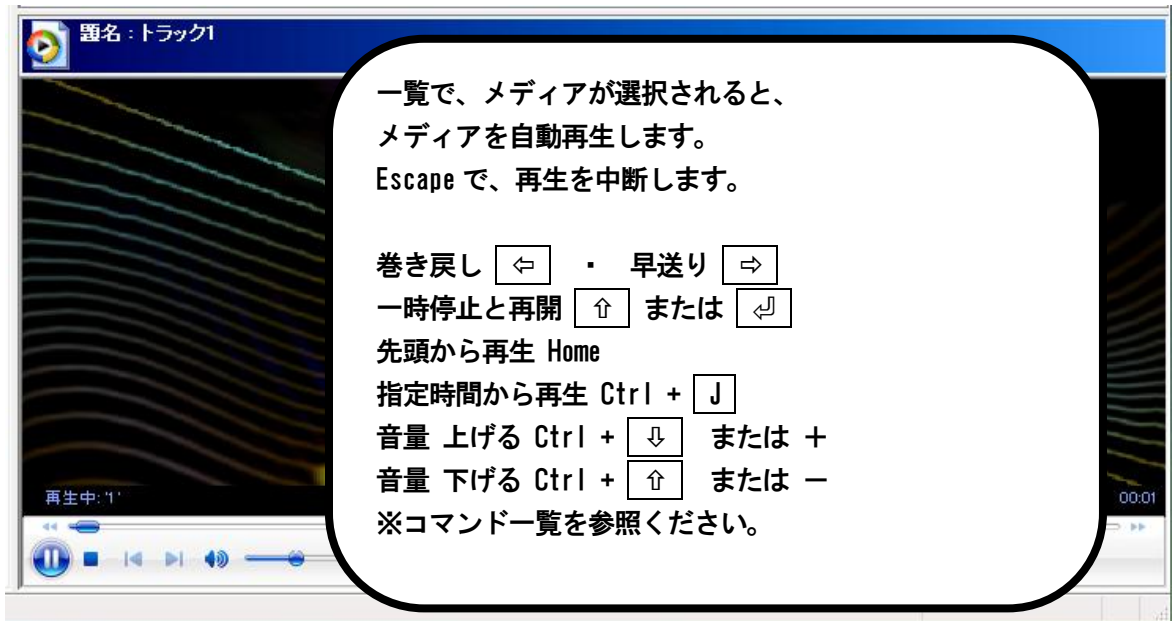 題名：トラック1
一覧で、メディアが選択されると、
メディアを自動再生します。
Escape で、再生を中断します。
巻き戻し ⇦ ・ 早送り ⇨
一時停止と再開 ⇧ または ⏎
先頭から再生 Home
指定時間から再生 Ctrl + J
音量 上げる Ctrl + ⇩ または ＋
音量 下げる Ctrl + ⇧ または －
※コマンド一覧を参照ください。
再生中: '1'
00:01